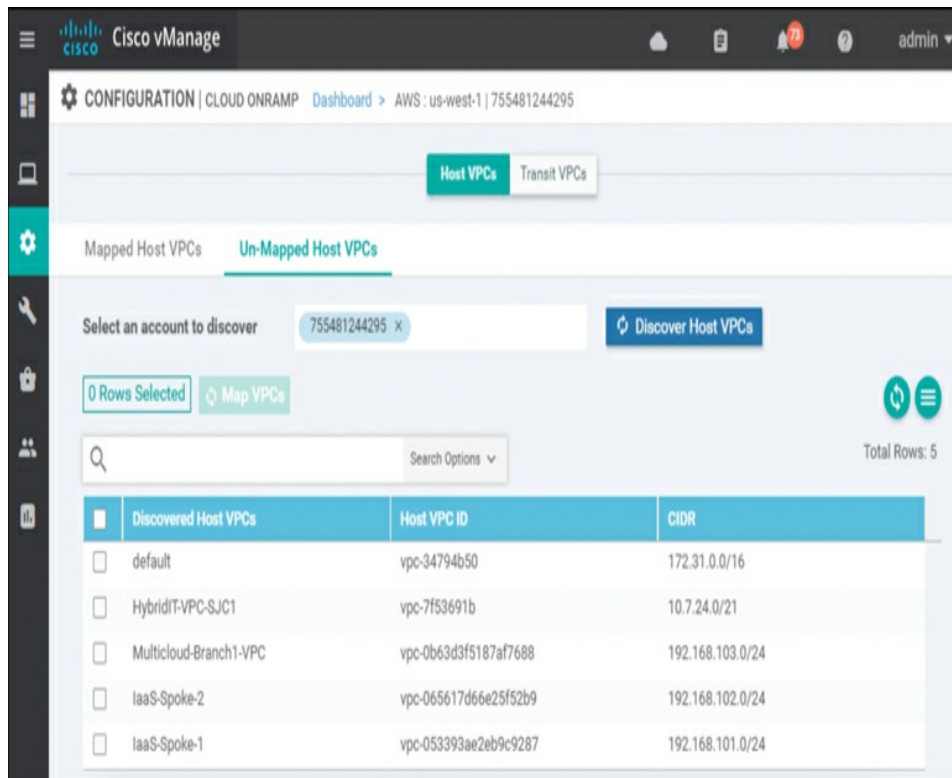 CISCO Cisco vManage 73 admin
CONFIGURATION | CLOUD ONRAMP Dashboard > AWS : us-west-1 | 755481244295
Host VPCs Transit VPCs
Mapped Host VPCs Un-Mapped Host VPCs
Select an account to discover 755481244295 × Discover Host VPCs
0 Rows Selected Map VPCs
Search Options Total Rows: 5
Discovered Host VPCs Host VPC ID CIDR
default vpc-34794b50 172.31.0.0/16
HybridIT-VPC-SJC1 vpc-7f53691b 10.7.24.0/21
Multicloud-Branch1-VPC vpc-0b63d3f5187af7688 192.168.103.0/24
IaaS-Spoke-2 vpc-065617d66e25f52b9 192.168.102.0/24
IaaS-Spoke-1 vpc-053393ae2eb9c9287 192.168.101.0/24